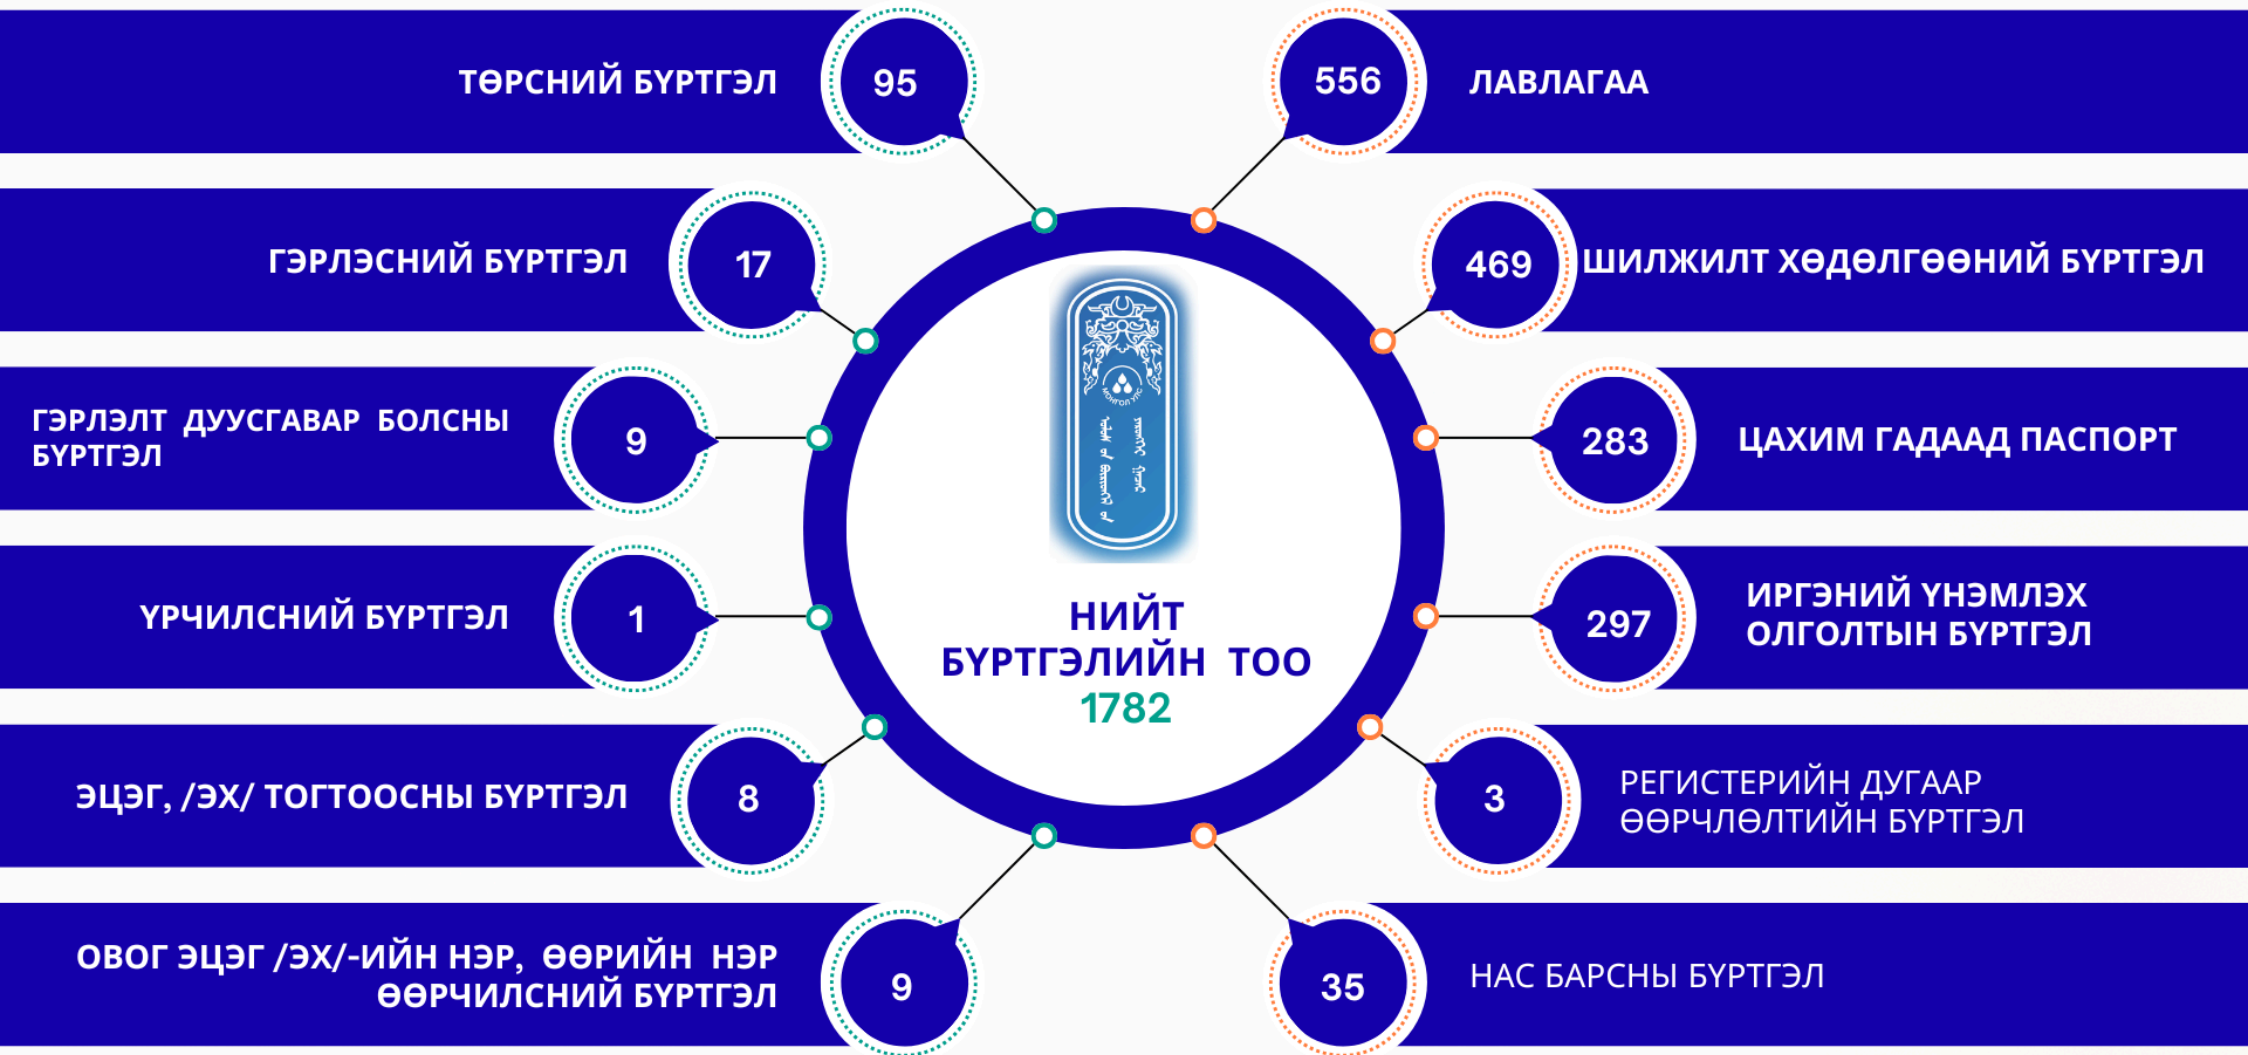 ТӨРСНИЙ БҮРТГЭЛ
95
ГЭРЛЭСНИЙ БҮРТГЭЛ
17
ГЭРЛЭЛТ ДУУСГАВАР БОЛСНЫ
БҮРТГЭЛ
9
ҮРЧИЛСНИЙ БҮРТГЭЛ
1
ЭЦЭГ, /ЭХ/ ТОГТООСНЫ БҮРТГЭЛ
8
ОВОГ ЭЦЭГ /ЭХ/-ИЙН НЭР, ӨӨРИЙН НЭР
ӨӨРЧИЛСНИЙ БҮРТГЭЛ
9
МОНГОЛ УЛС
НИЙТ
БҮРТГЭЛИЙН ТОО
1782
556
ЛАВЛАГАА
469
ШИЛЖИЛТ ХӨДӨЛГӨӨНИЙ БҮРТГЭЛ
283
ЦАХИМ ГАДААД ПАСПОРТ
297
ИРГЭНИЙ ҮНЭМЛЭХ
ОЛГОЛТЫН БҮРТГЭЛ
3
РЕГИСТЕРИЙН ДУГААР
ӨӨРЧЛӨЛТИЙН БҮРТГЭЛ
35
НАС БАРСНЫ БҮРТГЭЛ